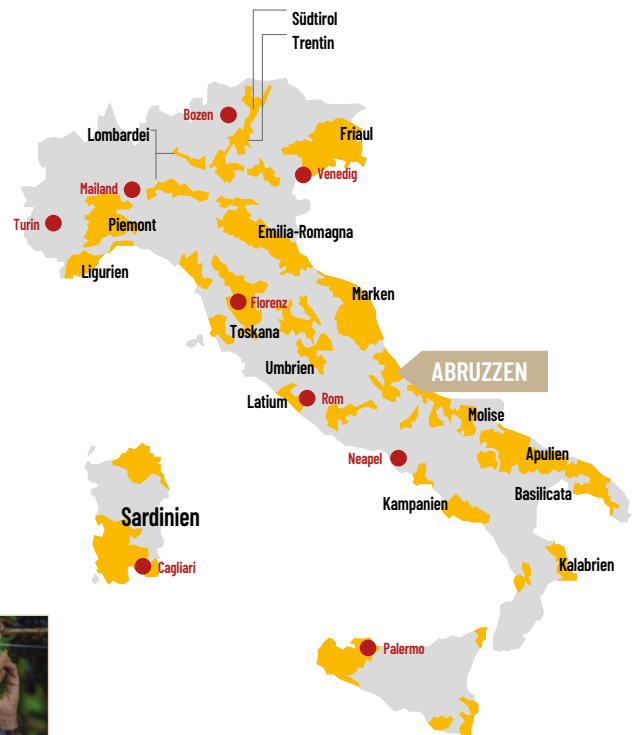 Südtirol
Trentin
Bozen
Lombardei
Friaul
Venedig
Mailand
Turin
Piemont
Emilia-Romagna
Ligurien
Marken
Florenz
Toskana
Umbrien
ABRUZZEN
Latium
Rom
Molise
Neapel
Apulien
Basilicata
Kampanien
Sardinien
Kalabrien
Cagliari
Palermo